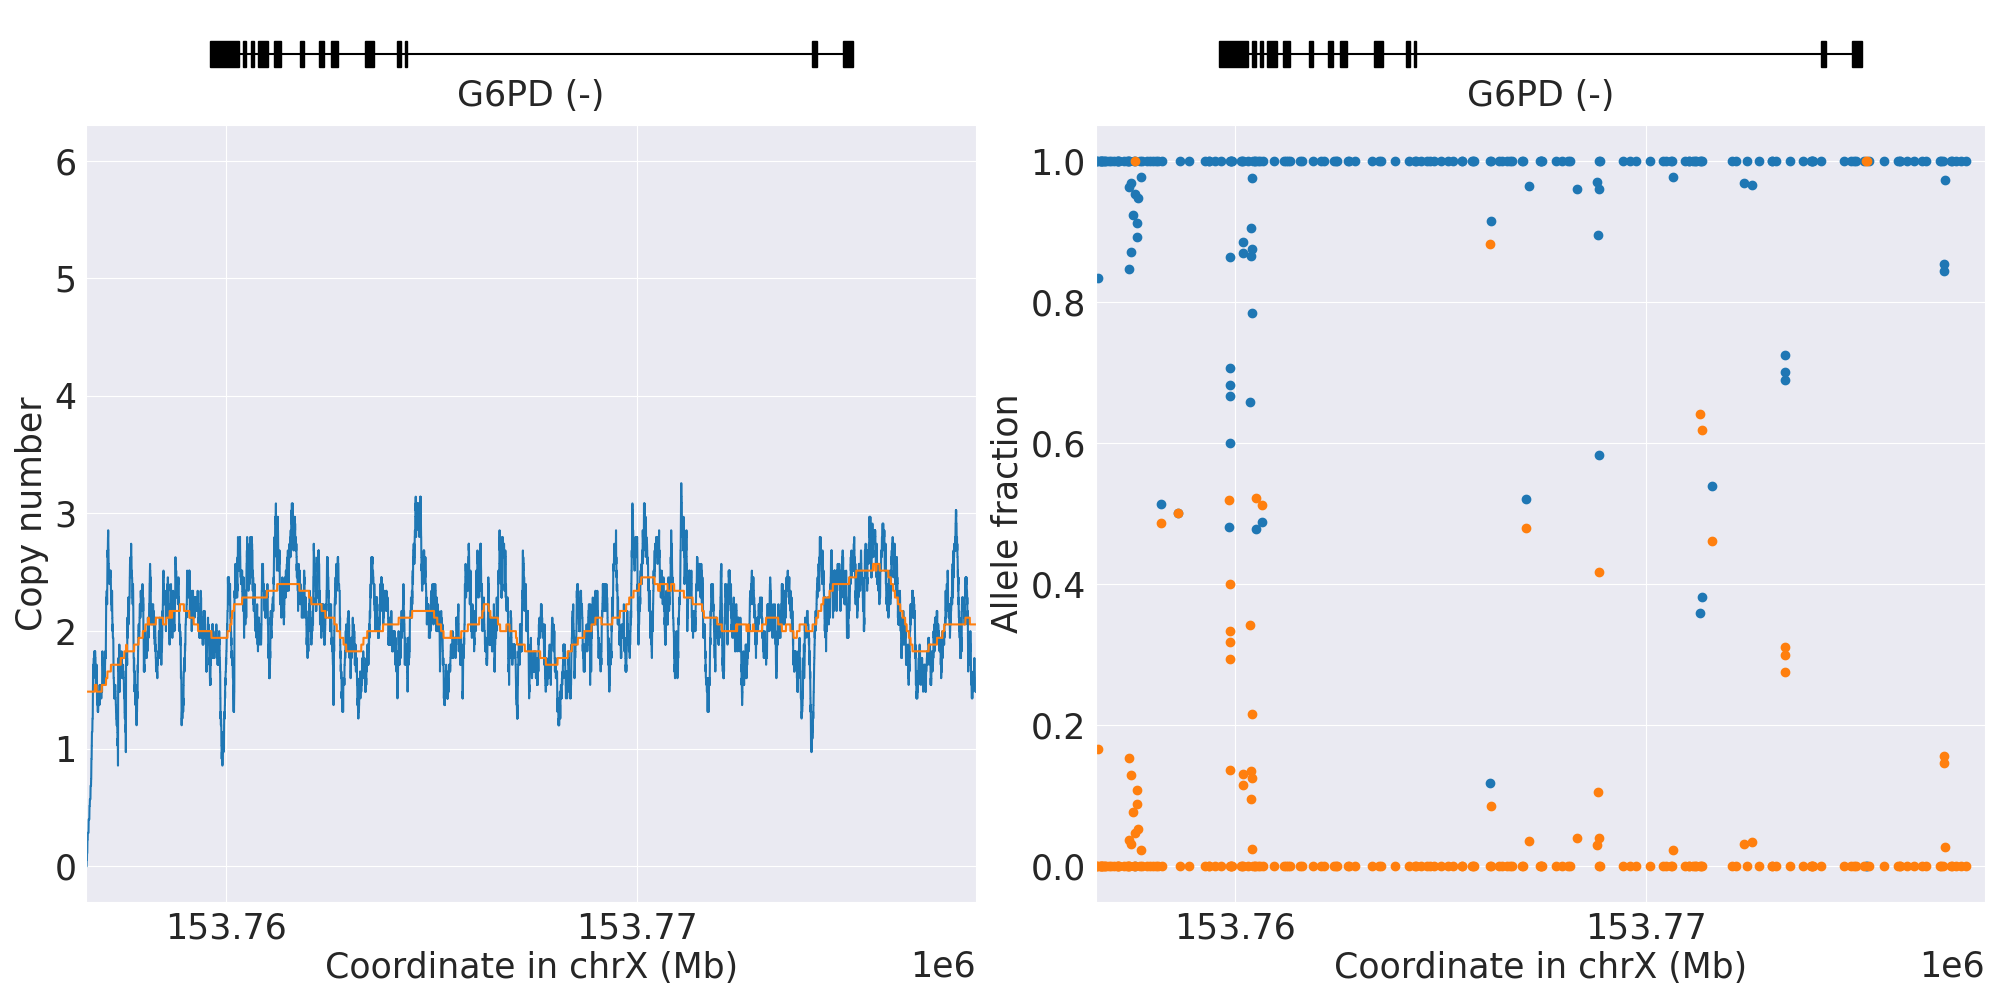 G6PD (-)
6
5
4
3
2
1
0
Copy number
153.76
153.77
Coordinate in chrX (Mb)
1e6
G6PD (-)
1.0
0.8
0.6
0.4
0.2
0.0
Allele fraction
153.76
153.77
Coordinate in chrX (Mb)
1e6